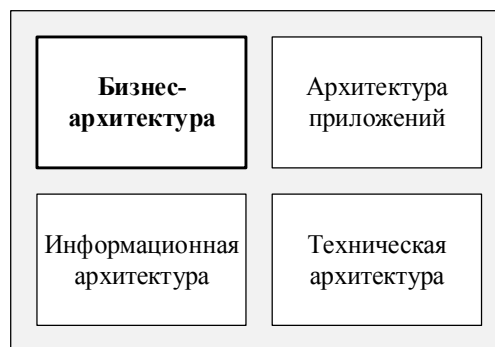 Бизнес-
архитектура
Архитектура
приложений
Информационная
архитектура
Техническая
архитектура